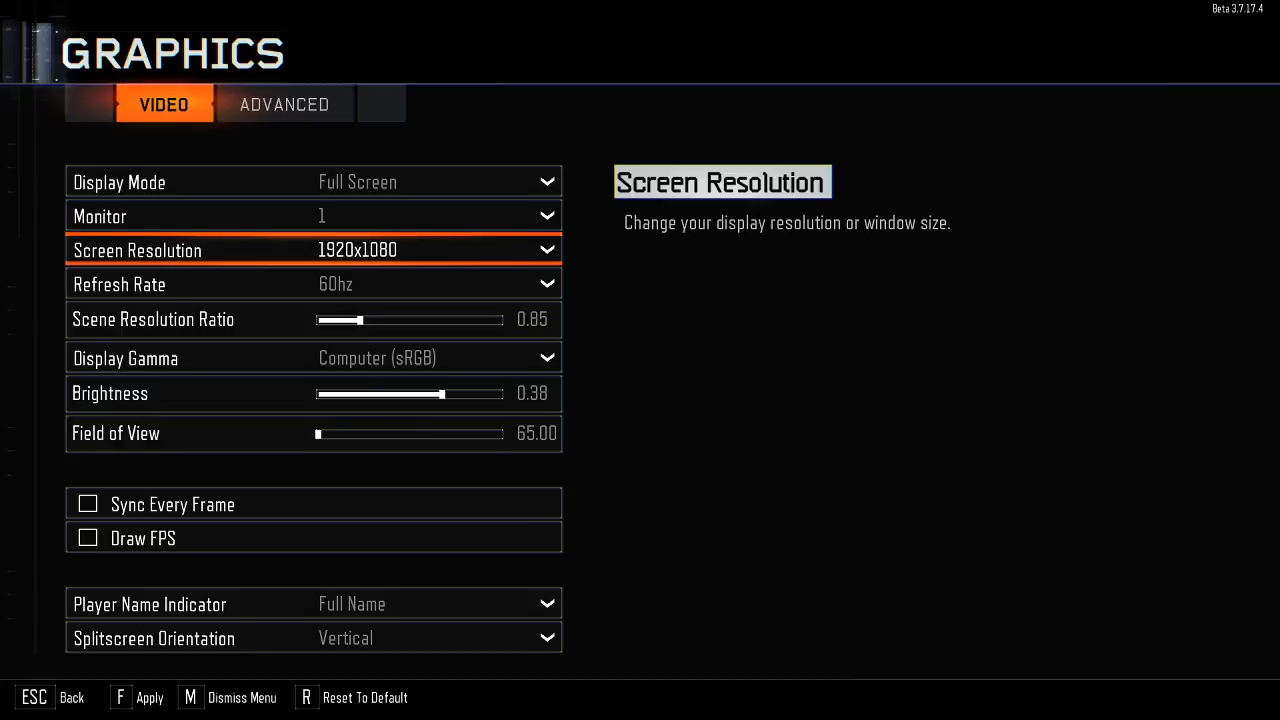 Beta 3.7.17.4
GRAPHICS
VIDEO ADVANCED
Display Mode Full Screen
Monitor 1
Screen Resolution 1920x1080
Refresh Rate 60hz
Scene Resolution Ratio 0.85
Display Gamma Computer (sRGB)
Brightness 0.38
Field of View 65.00
Sync Every Frame
Draw FPS
Player Name Indicator Full Name
Splitscreen Orientation Vertical
Screen Resolution
Change your display resolution or window size.
ESC Back F Apply M Dismiss Menu R Reset To Default